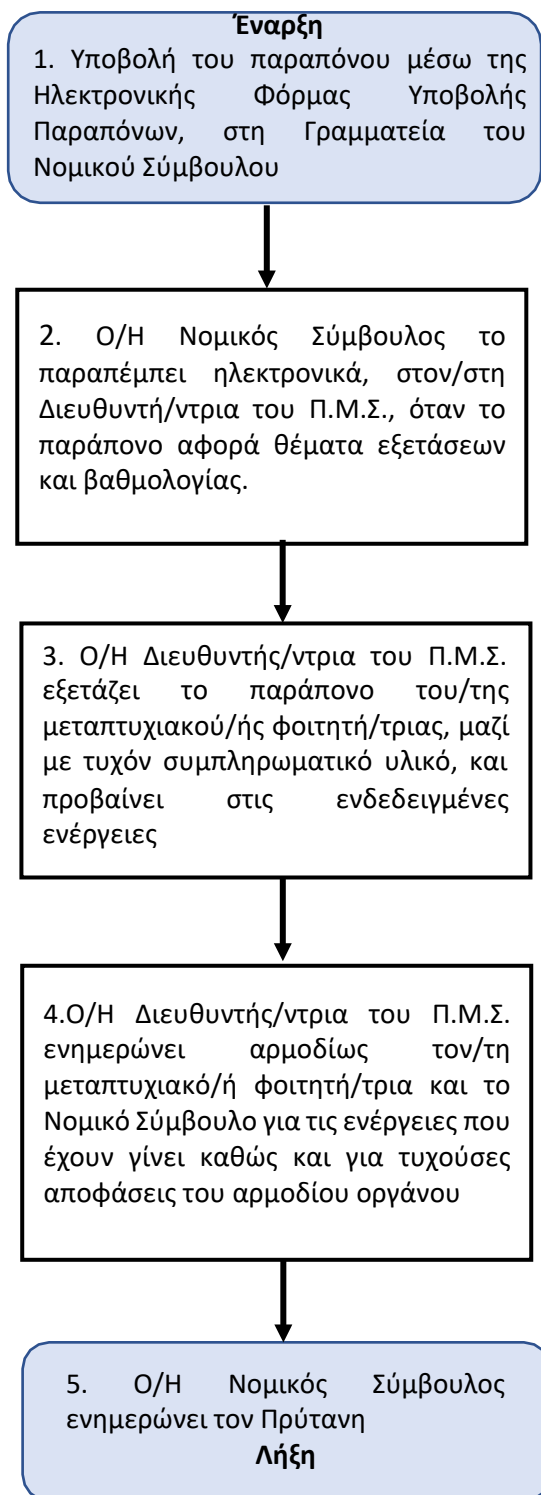 Έναρξη
1. Υποβολή του παραπόνου μέσω της
Ηλεκτρονικής Φόρμας Υποβολής
Παραπόνων, στη Γραμματεία του
Νομικού Σύμβουλου
2. Ο/Η Νομικός Σύμβουλος το
παραπέμπει ηλεκτρονικά, στον/στη
Διευθυντή/ντρια του Π.Μ.Σ., όταν το
παράπονο αφορά θέματα εξετάσεων
και βαθμολογίας.
3. Ο/Η Διευθυντής/ντρια του Π.Μ.Σ.
εξετάζει το παράπονο του/της
μεταπτυχιακού/ής φοιτητή/τριας, μαζί
με τυχόν συμπληρωματικό υλικό, και
προβαίνει στις ενδεδειγμένες
ενέργειες
4.Ο/Η Διευθυντής/ντρια του Π.Μ.Σ.
ενημερώνει αρμοδίως τον/τη
μεταπτυχιακό/ή φοιτητή/τρια και το
Νομικό Σύμβουλο για τις ενέργειες που
έχουν γίνει καθώς και για τυχούσες
αποφάσεις του αρμοδίου οργάνου
5. Ο/Η Νομικός Σύμβουλος
ενημερώνει τον Πρύτανη
Λήξη